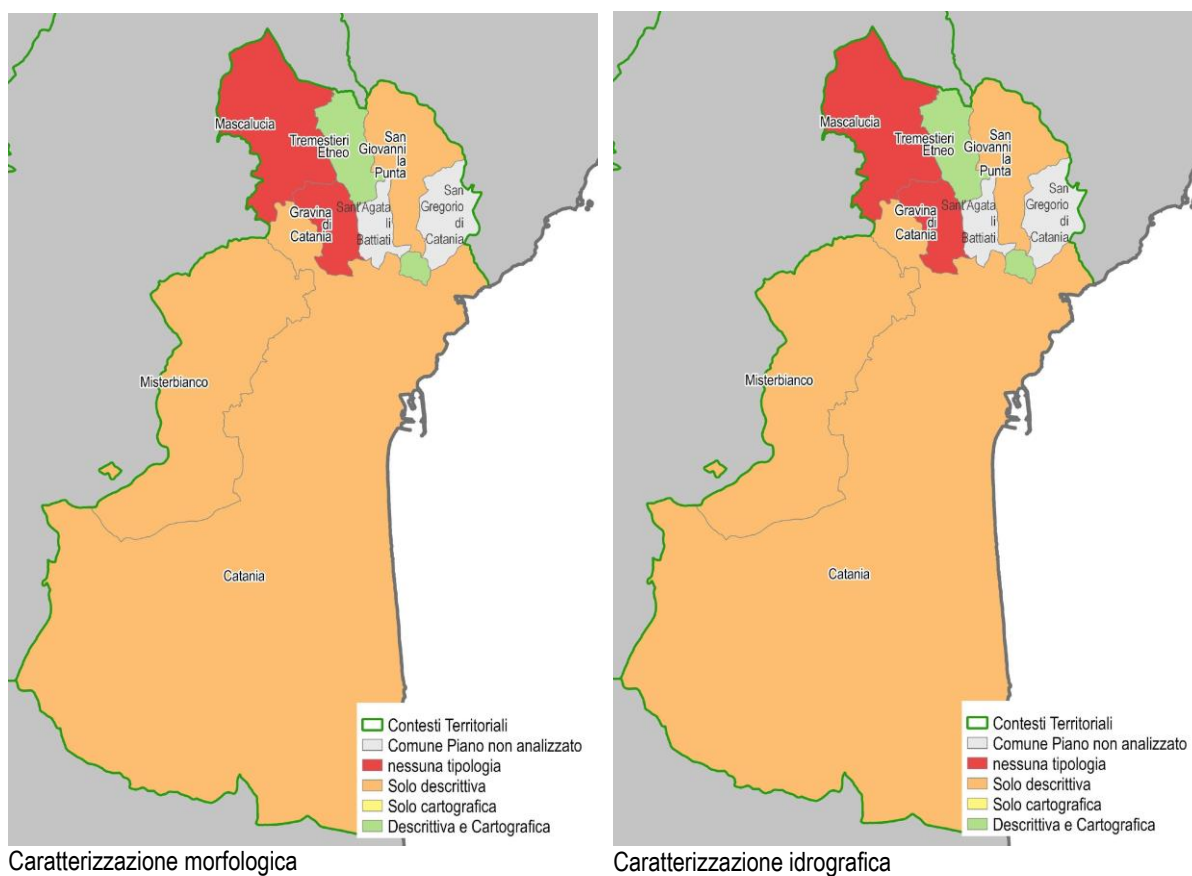 Mascalucia
Tremestieri
Etneo
San
Giovanni
la
Punta
San
Gregorio
di
Catania
Gravina
di
Catania
Sant'Agata
li
Battiati
Misterbianco
Catania
Contesti Territoriali
Comune Piano non analizzato
nessuna tipologia
Solo descrittiva
Solo cartografica
Descrittiva e Cartografica
Caratterizzazione morfologica
Mascalucia
Tremestieri
Etneo
San
Giovanni
la
Punta
San
Gregorio
di
Catania
Gravina
di
Catania
Sant'Agata
li
Battiati
Misterbianco
Catania
Contesti Territoriali
Comune Piano non analizzato
nessuna tipologia
Solo descrittiva
Solo cartografica
Descrittiva e Cartografica
Caratterizzazione idrografica